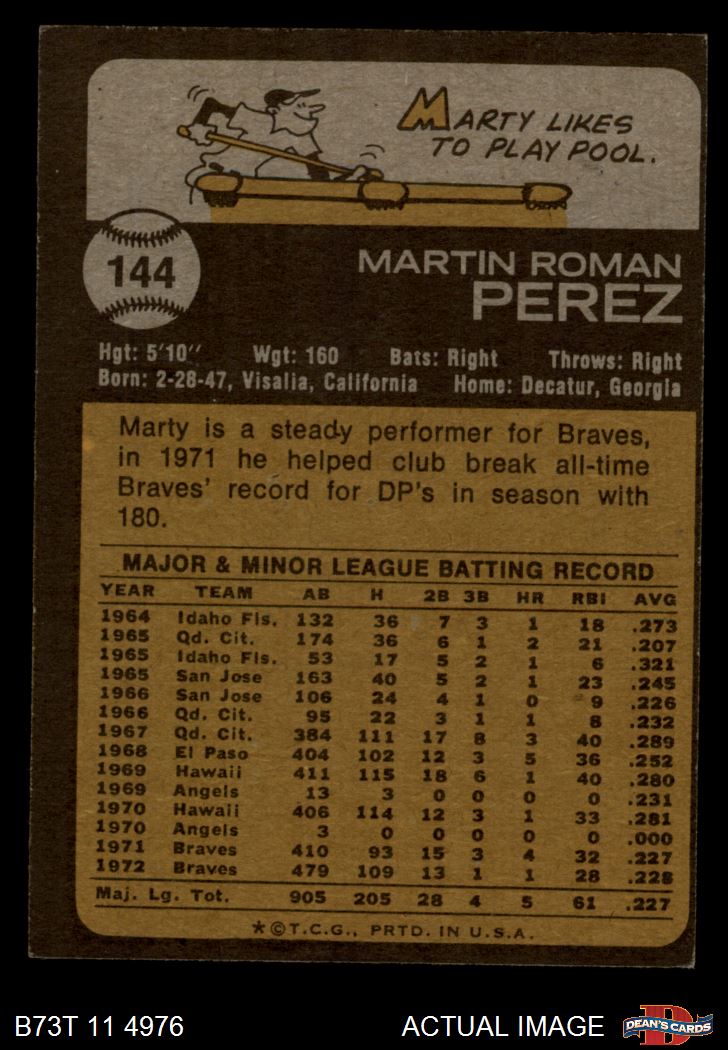 MARTY LIKES
TO PLAY POOL.
144
MARTIN ROMAN
PEREZ
Hgt: 5'10" Wgt: 160 Bats: Right Throws: Right
Born: 2-28-47, Visalia, California Home: Decatur, Georgia
Marty is a steady performer for Braves,
in 1971 he helped club break all-time
Braves' record for DP's in season with
180.
MAJOR & MINOR LEAGUE BATTING RECORD
YEAR TEAM AB H 2B 3B HR RBI AVG
1964 Idaho Fls. 132 36 7 3 1 18 .273
1965 Qd. Cit. 174 36 6 1 2 21 .207
1965 Idaho Fls. 53 17 5 2 1 6 .321
1965 San Jose 163 40 5 2 1 23 .245
1966 San Jose 106 24 4 1 0 9 .226
1966 Qd. Cit. 95 22 3 1 1 8 .232
1967 Qd. Cit. 384 111 17 8 3 40 .289
1968 El Paso 404 102 12 3 5 36 .252
1969 Hawaii 411 115 18 6 1 40 .280
1969 Angels 13 3 0 0 0 0 .231
1970 Hawaii 406 114 12 3 1 33 .281
1970 Angels 3 0 0 0 0 0 .000
1971 Braves 410 93 15 3 4 32 .227
1972 Braves 479 109 13 1 1 28 .228
Maj. Lg. Tot. 905 205 28 4 5 61 .227
*©T.C.G., PRTD. IN U.S.A.
B73T 11 4976 ACTUAL IMAGE D DEAN'S CARDS